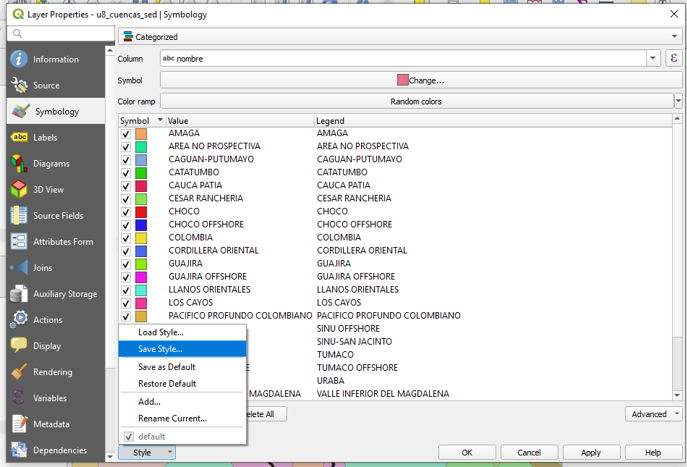 Layer Properties - u8_cuencas_sed | Symbology
Categorized
Information
Source
Symbology
abc Labels
Diagrams
3D View
Source Fields
Attributes Form
Joins
Auxiliary Storage
Actions
Display
Rendering
Variables
Metadata
Dependencies
Column abc nombre ε
Symbol Change...
Color ramp Random colors
Symbol Value Legend
AMAGA AMAGA
AREA NO PROSPECTIVA AREA NO PROSPECTIVA
CAGUAN-PUTUMAYO CAGUAN-PUTUMAYO
CATATUMBO CATATUMBO
CAUCA PATIA CAUCA PATIA
CESAR RANCHERIA CESAR RANCHERIA
CHOCO CHOCO
CHOCO OFFSHORE CHOCO OFFSHORE
COLOMBIA COLOMBIA
CORDILLERA ORIENTAL CORDILLERA ORIENTAL
GUAJIRA GUAJIRA
GUAJIRA OFFSHORE GUAJIRA OFFSHORE
LLANOS ORIENTALES LLANOS ORIENTALES
LOS CAYOS LOS CAYOS
PACIFICO PROFUNDO COLOMBIANO PACIFICO PROFUNDO COLOMBIANO
SINU OFFSHORE
SINU-SAN JACINTO
TUMACO
TUMACO OFFSHORE
URABA
MAGDALENA VALLE INFERIOR DEL MAGDALENA
Load Style...
Save Style...
Save as Default
Restore Default
Add...
Rename Current...
default
All Advanced
Style OK Cancel Apply Help